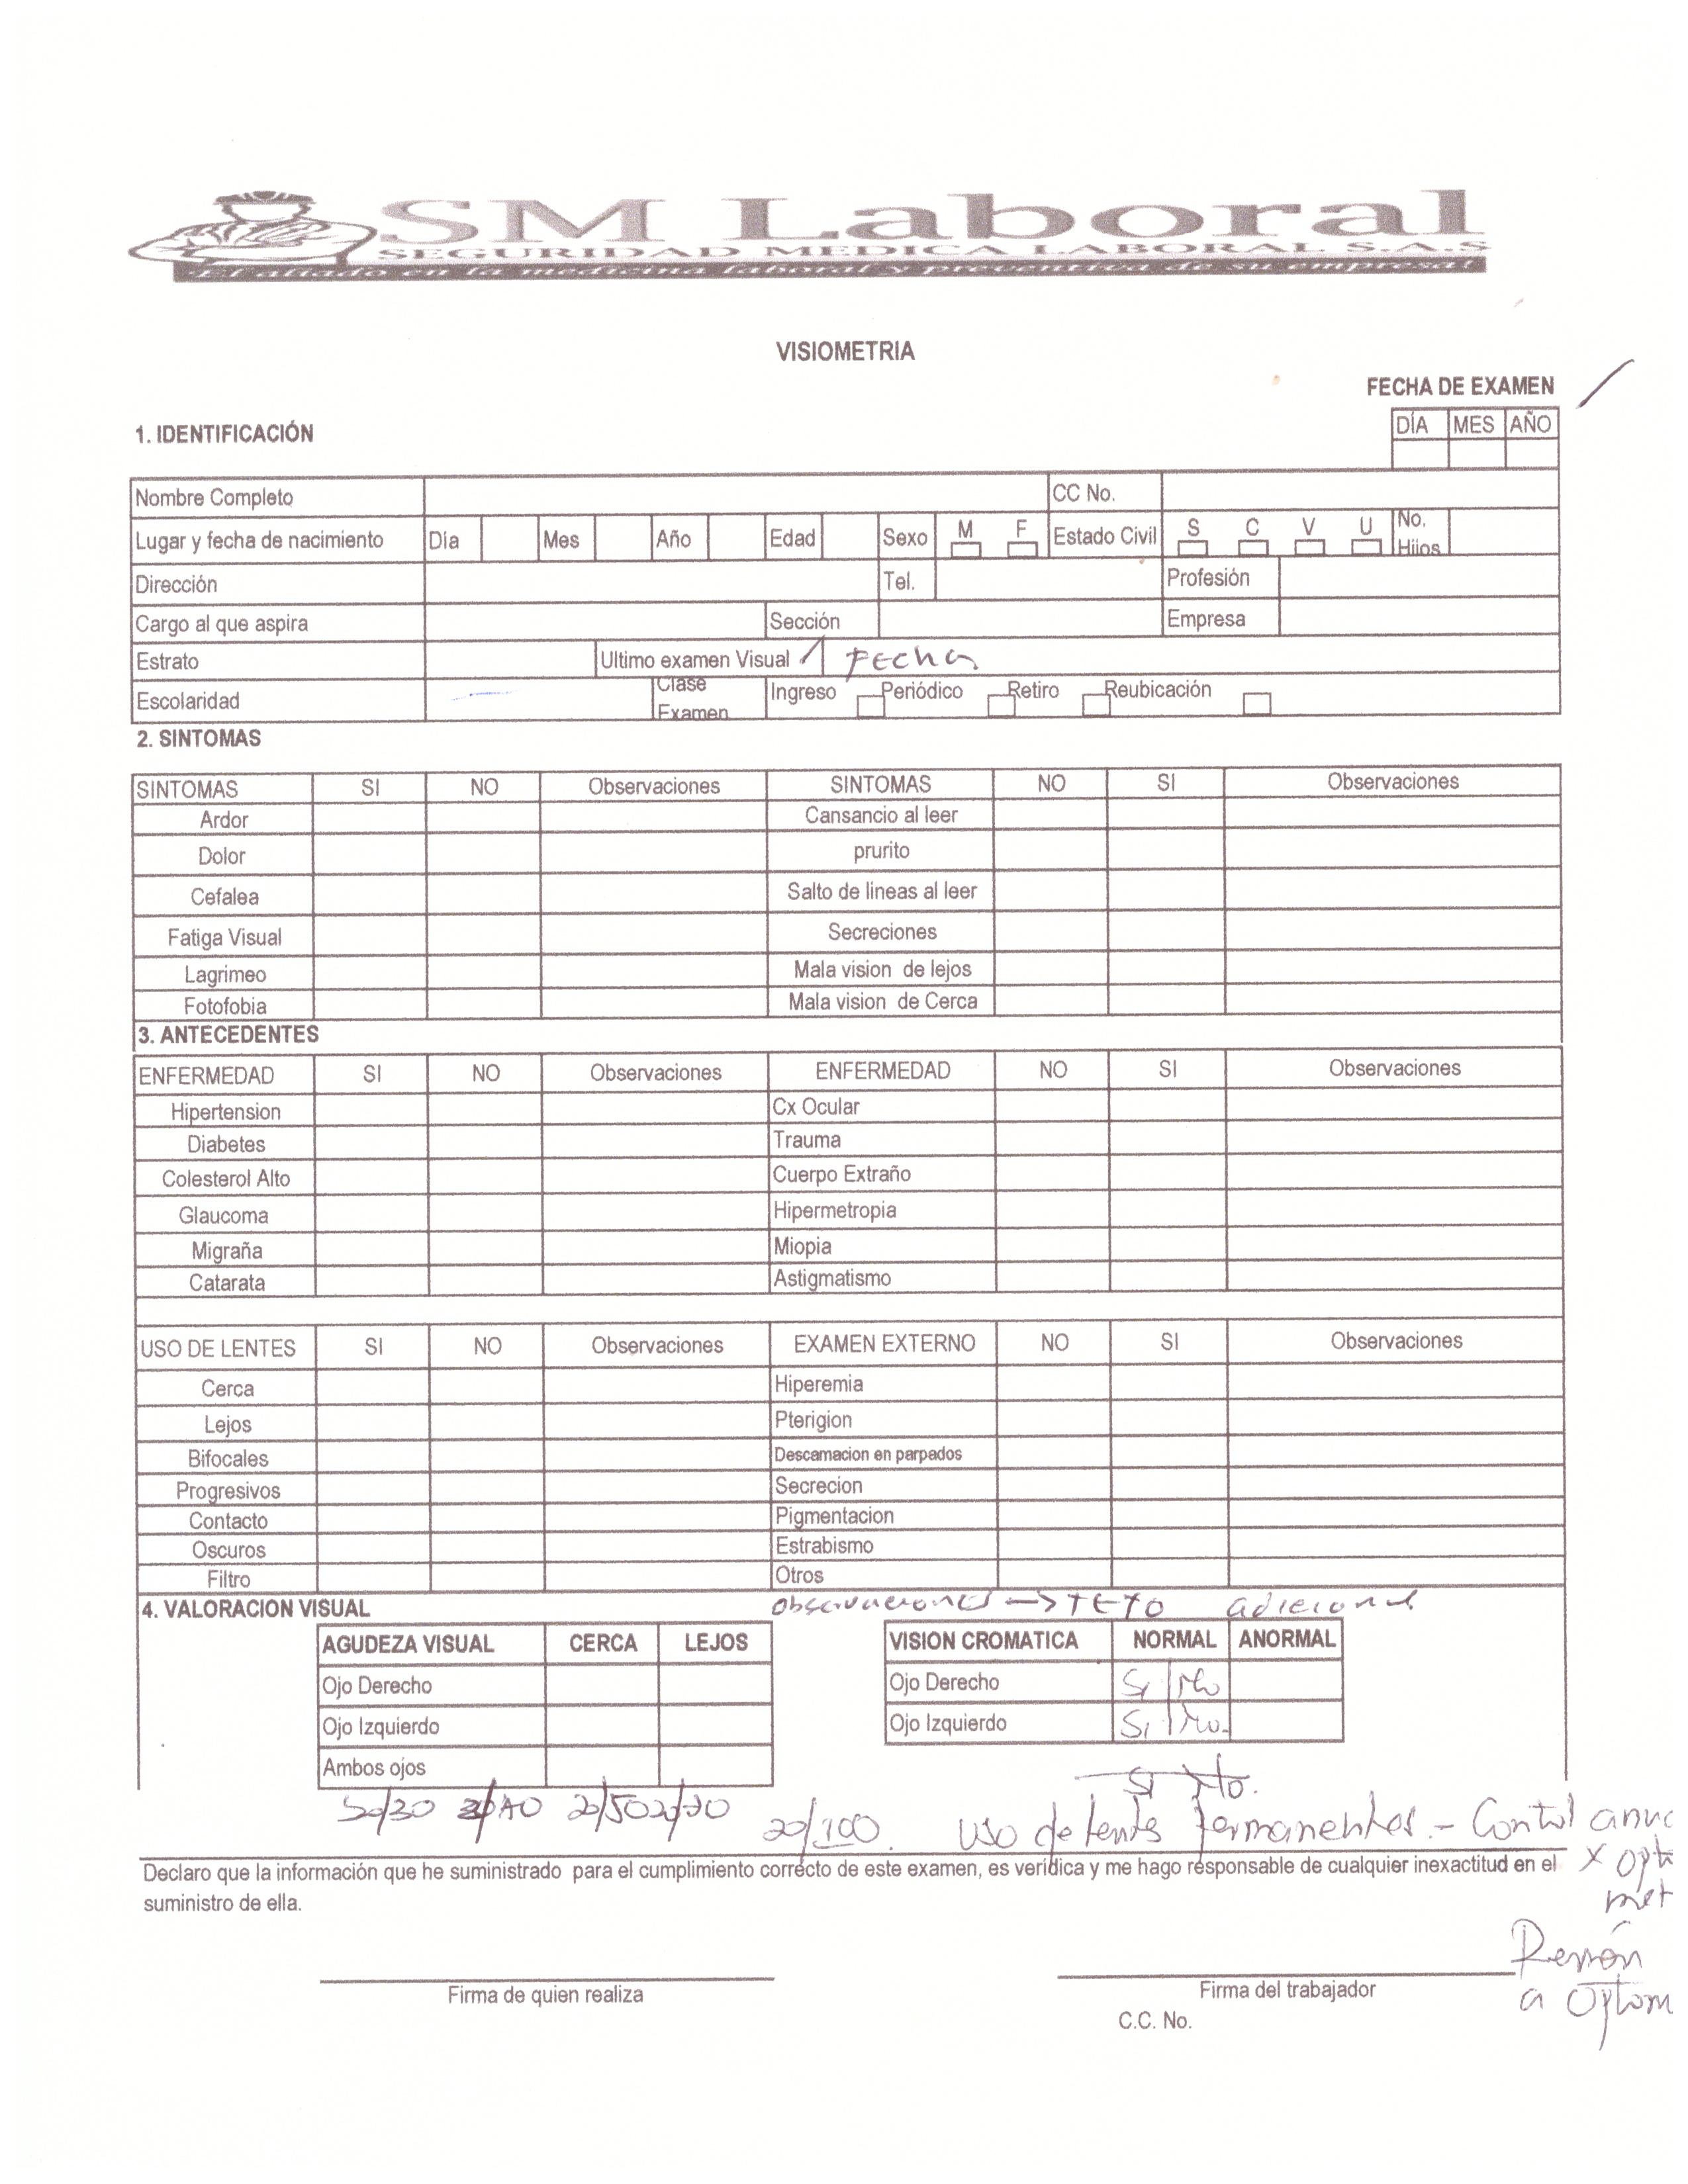 SM Laboral
SEGURIDAD MEDICA LABORAL S.A.S
El aliado en la medicina laboral y preventiva de su empresa!
VISIOMETRIA
FECHA DE EXAMEN
DÍA MES AÑO
1. IDENTIFICACIÓN
Nombre Completo CC No.
Lugar y fecha de nacimiento Día Mes Año Edad Sexo M F Estado Civil S C V U No. Hijos
Dirección Tel. Profesión
Cargo al que aspira Sección Empresa
Estrato Ultimo examen Visual Fecha
Escolaridad Clase Examen Ingreso Periódico Retiro Reubicación
2. SINTOMAS
SINTOMAS SI NO Observaciones SINTOMAS NO SI Observaciones
Ardor Cansancio al leer
Dolor prurito
Cefalea Salto de lineas al leer
Fatiga Visual Secreciones
Lagrimeo Mala vision de lejos
Fotofobia Mala vision de Cerca
3. ANTECEDENTES
ENFERMEDAD SI NO Observaciones ENFERMEDAD NO SI Observaciones
Hipertension Cx Ocular
Diabetes Trauma
Colesterol Alto Cuerpo Extraño
Glaucoma Hipermetropia
Migraña Miopia
Catarata Astigmatismo
USO DE LENTES SI NO Observaciones EXAMEN EXTERNO NO SI Observaciones
Cerca Hiperemia
Lejos Pterigion
Bifocales Descamacion en parpados
Progresivos Secrecion
Contacto Pigmentacion
Oscuros Estrabismo
Filtro Otros
4. VALORACION VISUAL observaciones -> TEXTO adicional
AGUDEZA VISUAL CERCA LEJOS VISION CROMATICA NORMAL ANORMAL
Ojo Derecho Ojo Derecho Si | No
Ojo Izquierdo Ojo Izquierdo Si | No.
Ambos ojos
Si No.
20/30 20/50 20/100. Uso de lentes permanentes.- Control
Declaro que la información que he suministrado para el cumplimiento correcto de este examen, es verídica y me hago responsable de cualquier inexactitud en el
suministro de ella.
x opto
met
a Optom
Firma de quien realiza Firma del trabajador
C.C. No.